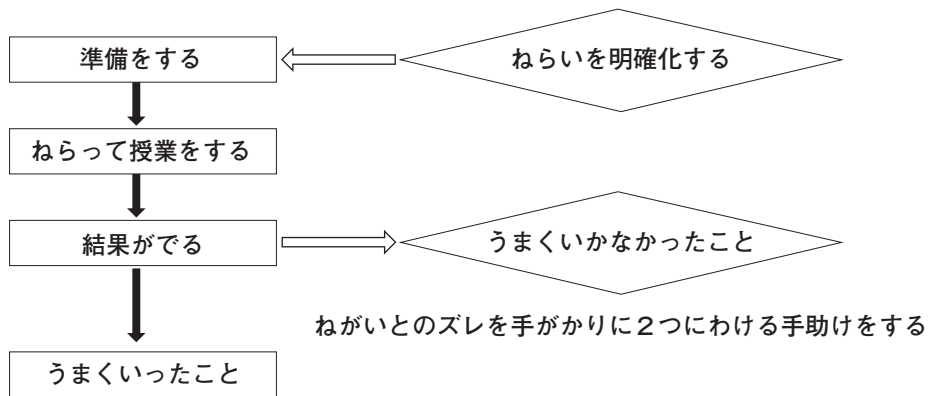 準備をする
ねらいを明確化する
ねらって授業をする
結果がでる
うまくいかなかったこと
ねがいとのズレを手がかりに２つにわける手助けをする
うまくいったこと